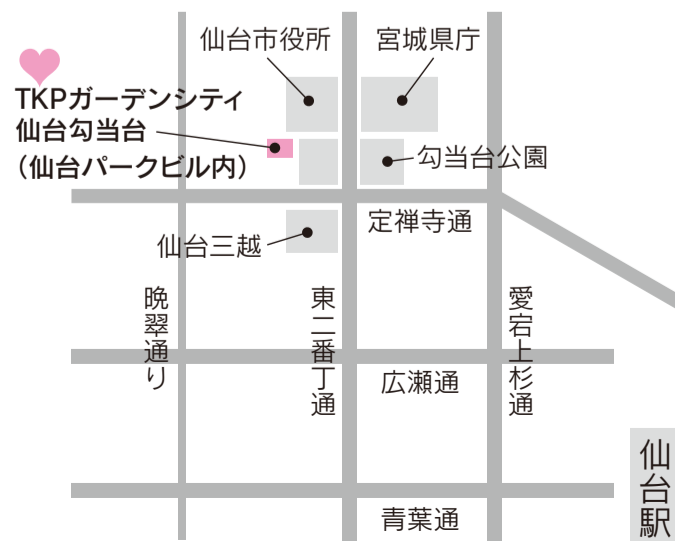 仙台市役所
宮城県庁
TKPガーデンシティ
仙台勾当台
（仙台パークビル内）
勾当台公園
定禅寺通
仙台三越
晩翠通り
東二番丁通
愛宕上杉通
広瀬通
仙台駅
青葉通